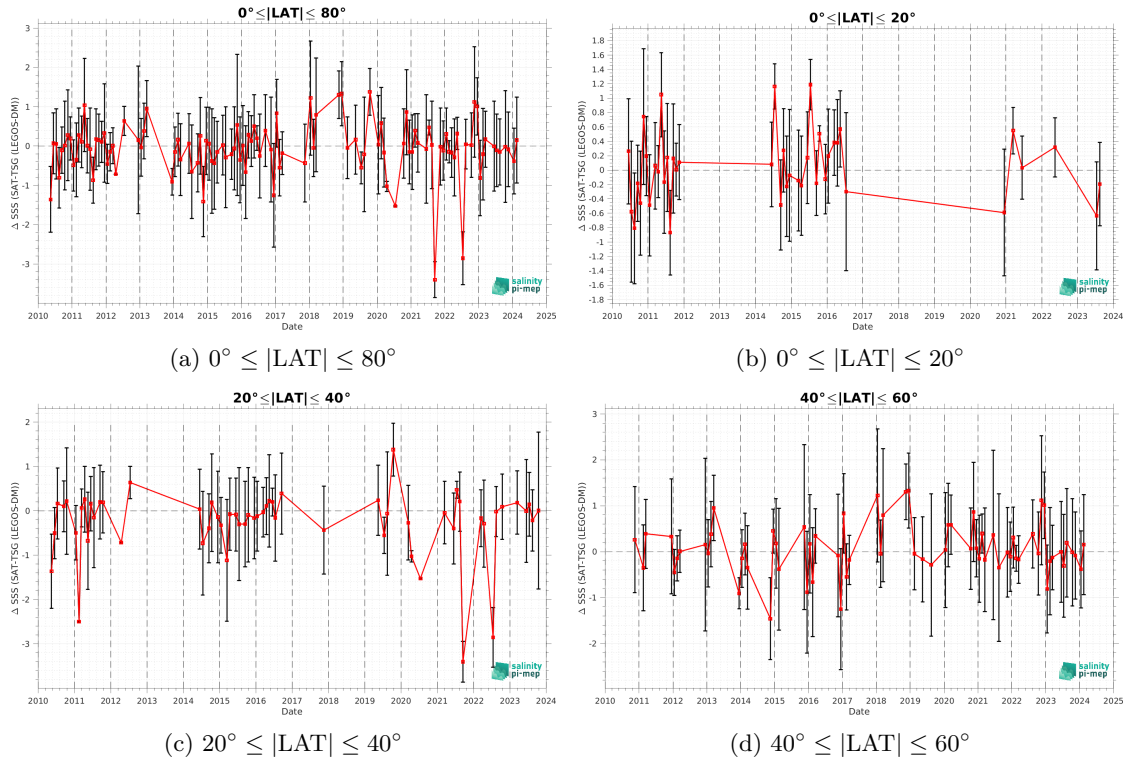 0°≤|LAT|≤ 80°
Δ SSS (SAT-TSG (LEGOS-DM))
3
2
1
0
-1
-2
-3
2010 2011 2012 2013 2014 2015 2016 2017 2018 2019 2020 2021 2022 2023 2024 2025
Date
salinity
pi-mep
(a) 0° ≤ |LAT| ≤ 80°
0°≤|LAT|≤ 20°
Δ SSS (SAT-TSG (LEGOS-DM))
1.8
1.6
1.4
1.2
1
0.8
0.6
0.4
0.2
0
-0.2
-0.4
-0.6
-0.8
-1
-1.2
-1.4
-1.6
-1.8
2010 2011 2012 2013 2014 2015 2016 2017 2018 2019 2020 2021 2022 2023 2024
Date
salinity
pi-mep
(b) 0° ≤ |LAT| ≤ 20°
20°≤|LAT|≤ 40°
Δ SSS (SAT-TSG (LEGOS-DM))
2
1
0
-1
-2
-3
2010 2011 2012 2013 2014 2015 2016 2017 2018 2019 2020 2021 2022 2023 2024
Date
salinity
pi-mep
(c) 20° ≤ |LAT| ≤ 40°
40°≤|LAT|≤ 60°
Δ SSS (SAT-TSG (LEGOS-DM))
3
2
1
0
-1
-2
2010 2011 2012 2013 2014 2015 2016 2017 2018 2019 2020 2021 2022 2023 2024 2025
Date
salinity
pi-mep
(d) 40° ≤ |LAT| ≤ 60°